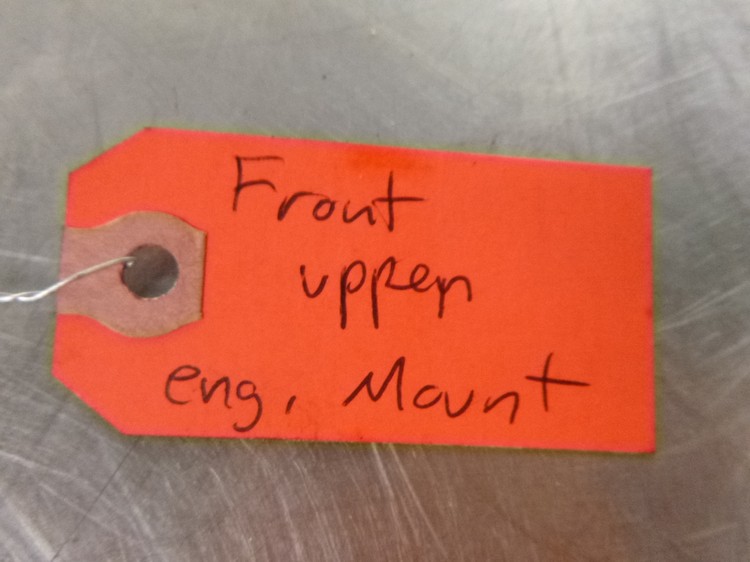 Front
upper
eng, Mount